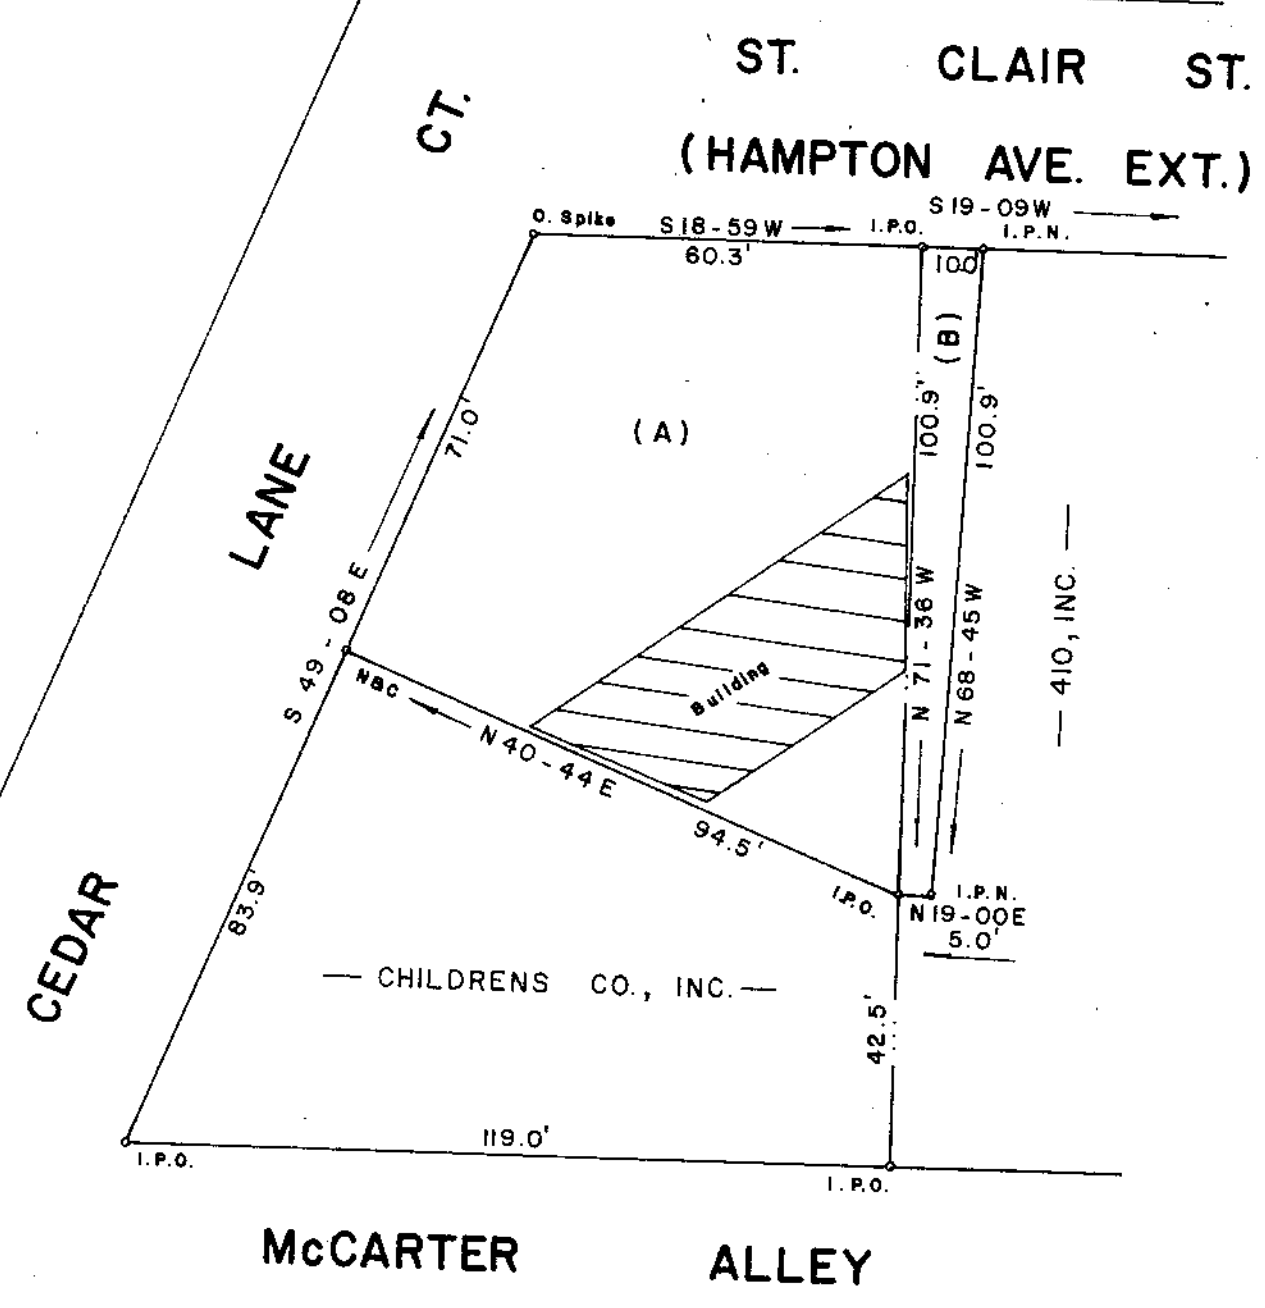 ST. CLAIR ST.
(HAMPTON AVE. EXT.)
CT.
S 19-09W
O. Spike
S 18-59 W
I.P.O.
I.P.N.
60.3'
10.0'
(B)
71.0'
100.9'
100.9'
(A)
LANE
S 49-08 E
N 71-36 W
N 68-45 W
410, INC.
Building
NBC
N 40-44 E
94.5'
I.P.O.
I.P.N.
N 19-00 E
5.0'
83.9'
CEDAR
CHILDRENS CO., INC.
42.5'
119.0'
I.P.O.
I.P.O.
McCARTER ALLEY